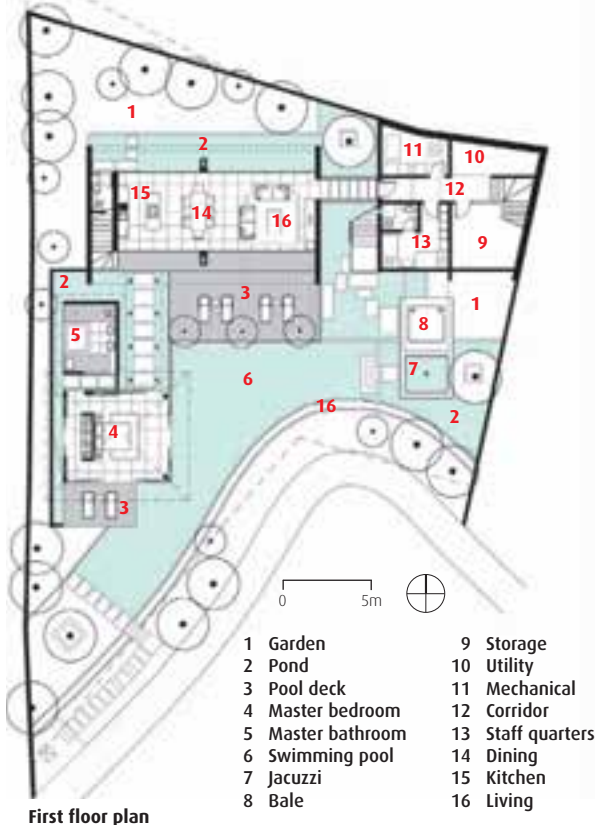 1
2
11
10
15
14
16
12
13
9
2
3
1
5
8
6
7
16
2
4
3
0 5m
1 Garden
2 Pond
3 Pool deck
4 Master bedroom
5 Master bathroom
6 Swimming pool
7 Jacuzzi
8 Bale
9 Storage
10 Utility
11 Mechanical
12 Corridor
13 Staff quarters
14 Dining
15 Kitchen
16 Living
First floor plan